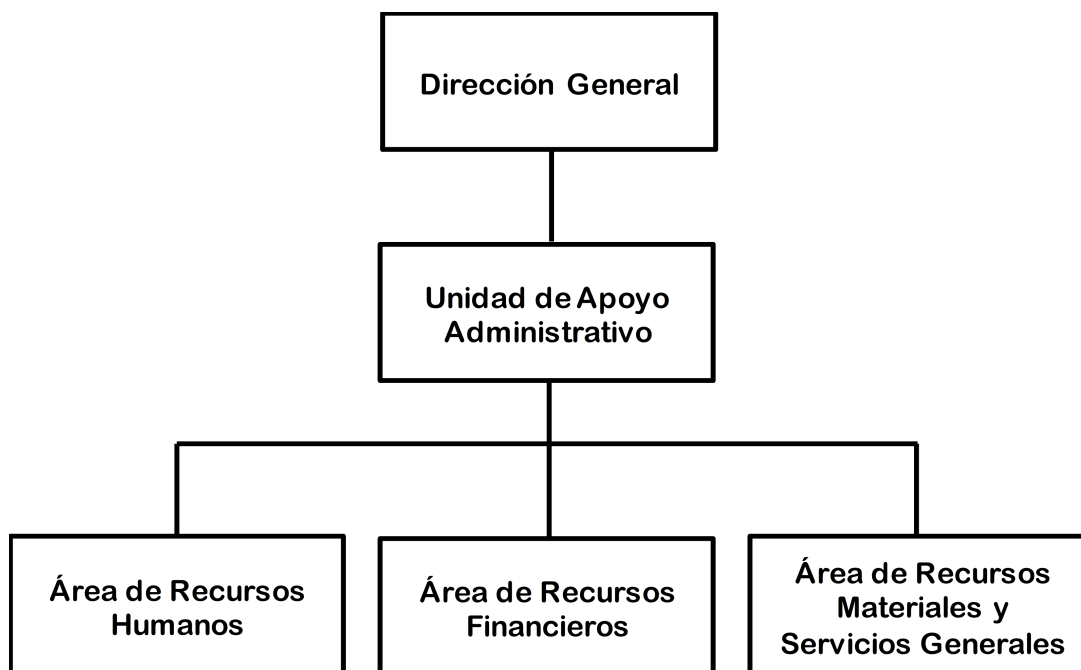 Dirección General
Unidad de Apoyo
Administrativo
Área de Recursos
Humanos
Área de Recursos
Financieros
Área de Recursos
Materiales y
Servicios Generales